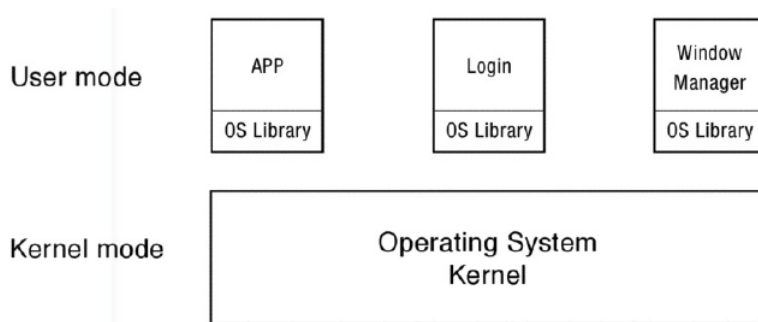 User mode
APP
OS Library
Login
OS Library
Window
Manager
OS Library
Kernel mode
Operating System
Kernel